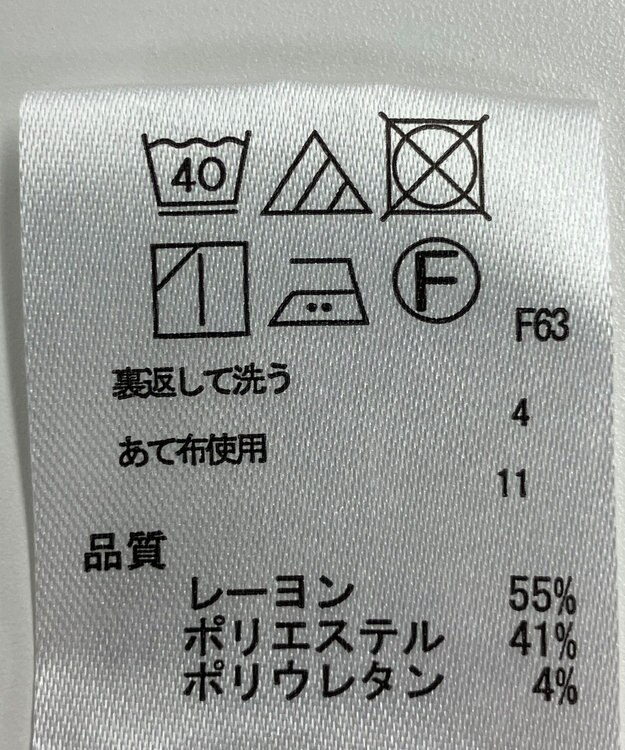 40
F
F63
裏返して洗う
4
あて布使用
11
品質
レーヨン 55%
ポリエステル 41%
ポリウレタン 4%